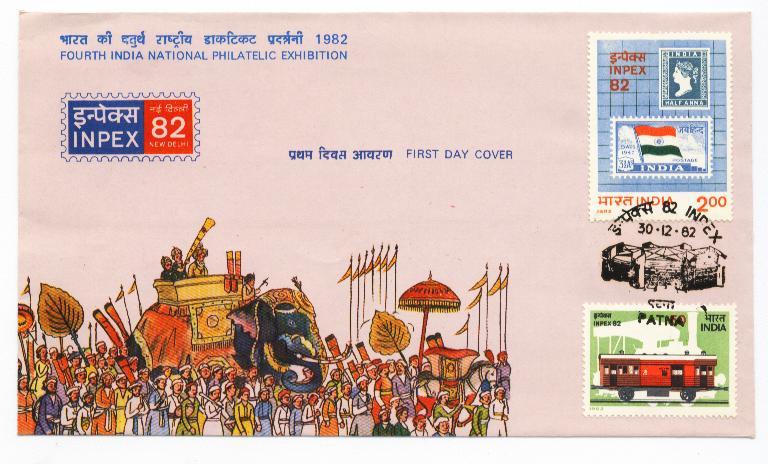 भारत की चतुर्थ राष्ट्रीय डाकटिकट प्रदर्शनी 1982
FOURTH INDIA NATIONAL PHILATELIC EXHIBITION
इन्पेक्स नई दिल्ली
INPEX 82
NEW DELHI
प्रथम दिवस आवरण FIRST DAY COVER
इन्पेक्स
INPEX
82
INDIA
HALF ANNA
जयहिन्द
POSTAGE
INDIA
भारत INDIA 2.00
1982
इन्पेक्स 82 INPEX
30-12-82
पटना
PATNA
इन्पेक्स
INPEX 82
50
भारत
INDIA
1982